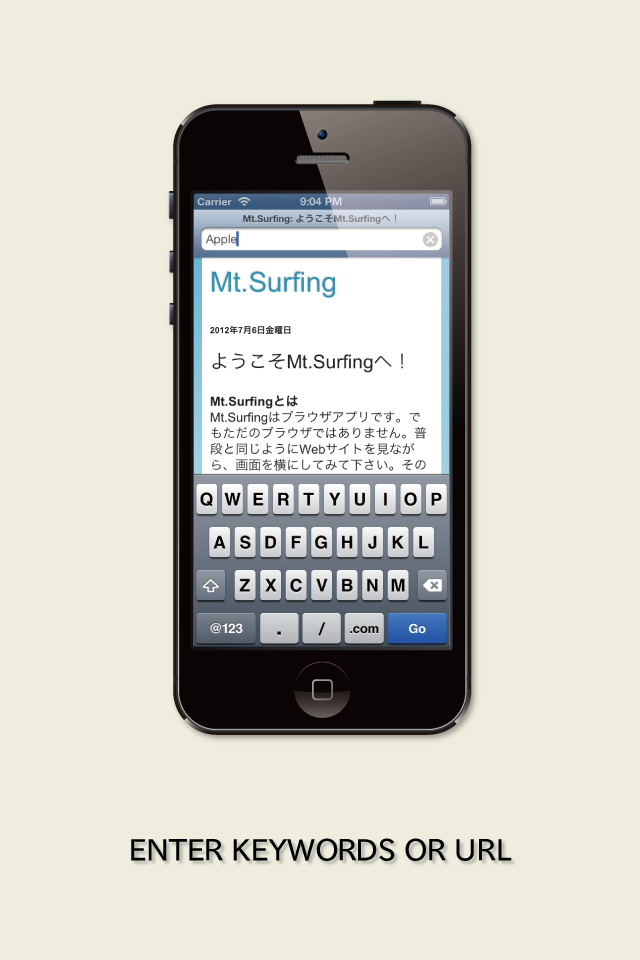 Carrier 9:04 PM
Mt.Surfing: ようこそMt.Surfingへ！
Apple
Mt.Surfing
2012年7月6日金曜日
ようこそMt.Surfingへ！
Mt.Surfingとは
Mt.Surfingはブラウザアプリです。で
もただのブラウザではありません。普
段と同じようにWebサイトを見なが
ら、画面を横にしてみて下さい。その
Q W E R T Y U I O P
A S D F G H J K L
Z X C V B N M
@123 . / .com Go
ENTER KEYWORDS OR URL